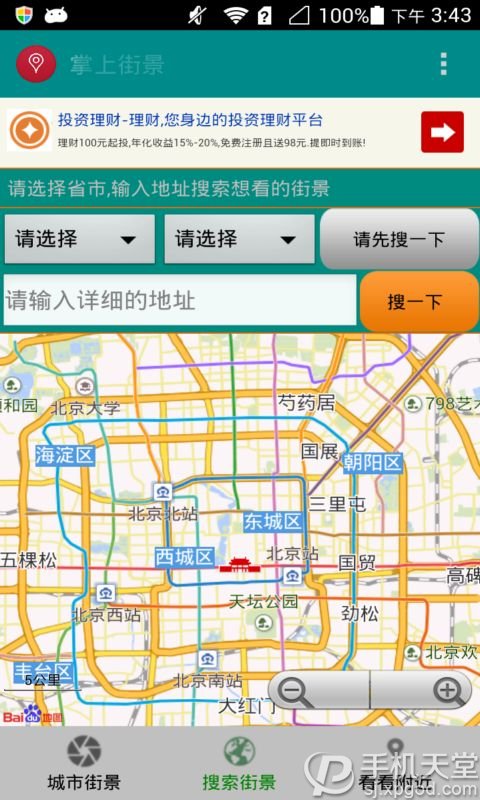 100% 下午 3:43
掌上街景
投资理财-理财,您身边的投资理财平台
理财100元起投,年化收益15%-20%,免费注册且送98元.提即时到账!
请选择省市,输入地址搜索想看的街景
请选择 请选择 请先搜一下
请输入详细的地址 搜一下
芍药居
颐和园 北京大学 798艺术
国展
海淀区 朝阳区
三里屯
北京北站 东城区
五棵松 西城区 北京站 国贸
高碑
天坛公园
北京西站 劲松
北京欢
丰台区
5公里 北京南站
大红门
Bai du 地图
城市街景 搜索街景 看看附近
手机天堂
sj.xpgod.com